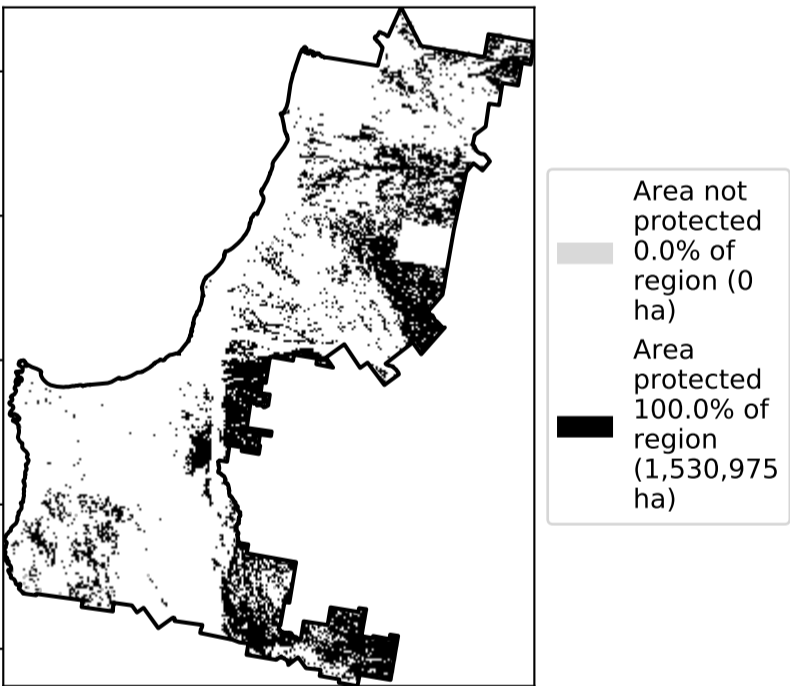 Area not
protected
0.0% of
region (0
ha)
Area
protected
100.0% of
region
(1,530,975
ha)